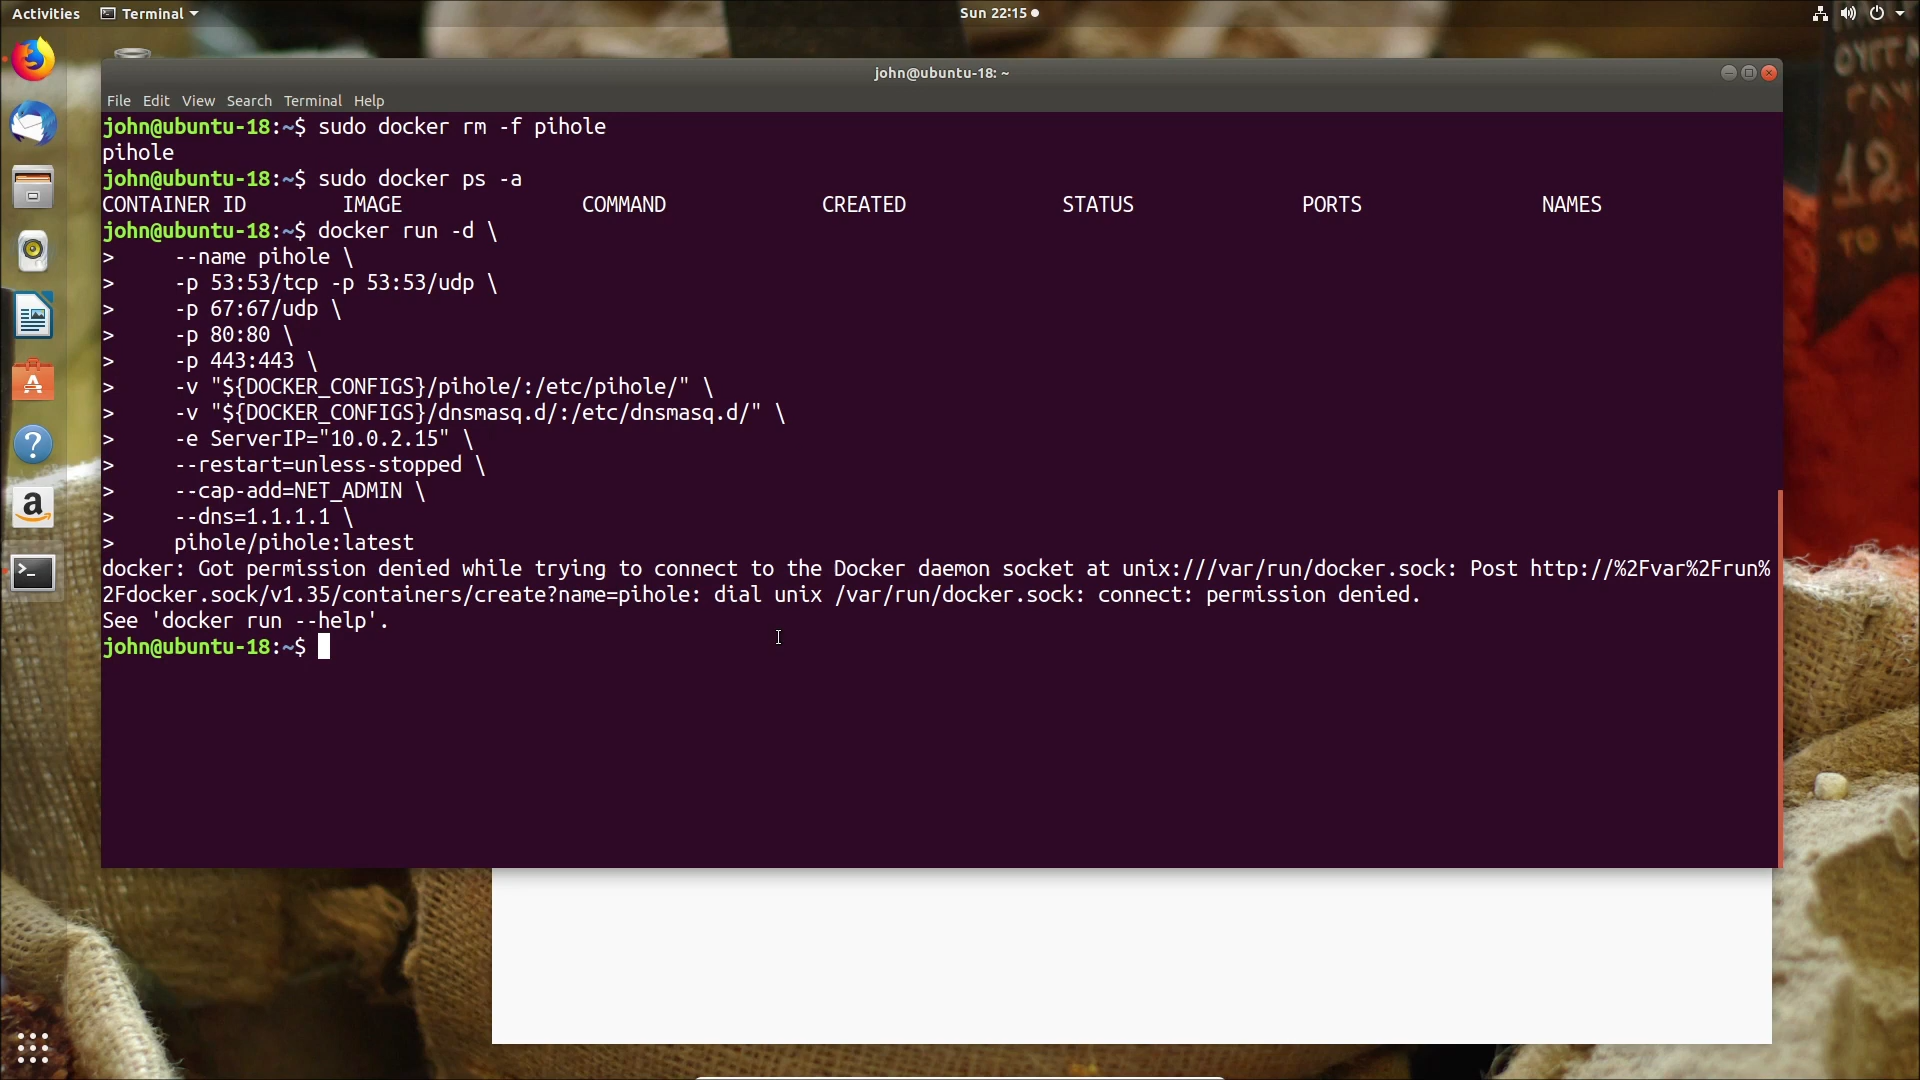 Activities Terminal Sun 22:15
john@ubuntu-18: ~
File Edit View Search Terminal Help
john@ubuntu-18:~$ sudo docker rm -f pihole
pihole
john@ubuntu-18:~$ sudo docker ps -a
CONTAINER ID IMAGE COMMAND CREATED STATUS PORTS NAMES
john@ubuntu-18:~$ docker run -d \
> --name pihole \
> -p 53:53/tcp -p 53:53/udp \
> -p 67:67/udp \
> -p 80:80 \
> -p 443:443 \
> -v "${DOCKER_CONFIGS}/pihole/:/etc/pihole/" \
> -v "${DOCKER_CONFIGS}/dnsmasq.d/:/etc/dnsmasq.d/" \
> -e ServerIP="10.0.2.15" \
> --restart=unless-stopped \
> --cap-add=NET_ADMIN \
> --dns=1.1.1.1 \
> pihole/pihole:latest
docker: Got permission denied while trying to connect to the Docker daemon socket at unix:///var/run/docker.sock: Post http://%2Fvar%2Frun%
2Fdocker.sock/v1.35/containers/create?name=pihole: dial unix /var/run/docker.sock: connect: permission denied.
See 'docker run --help'.
john@ubuntu-18:~$